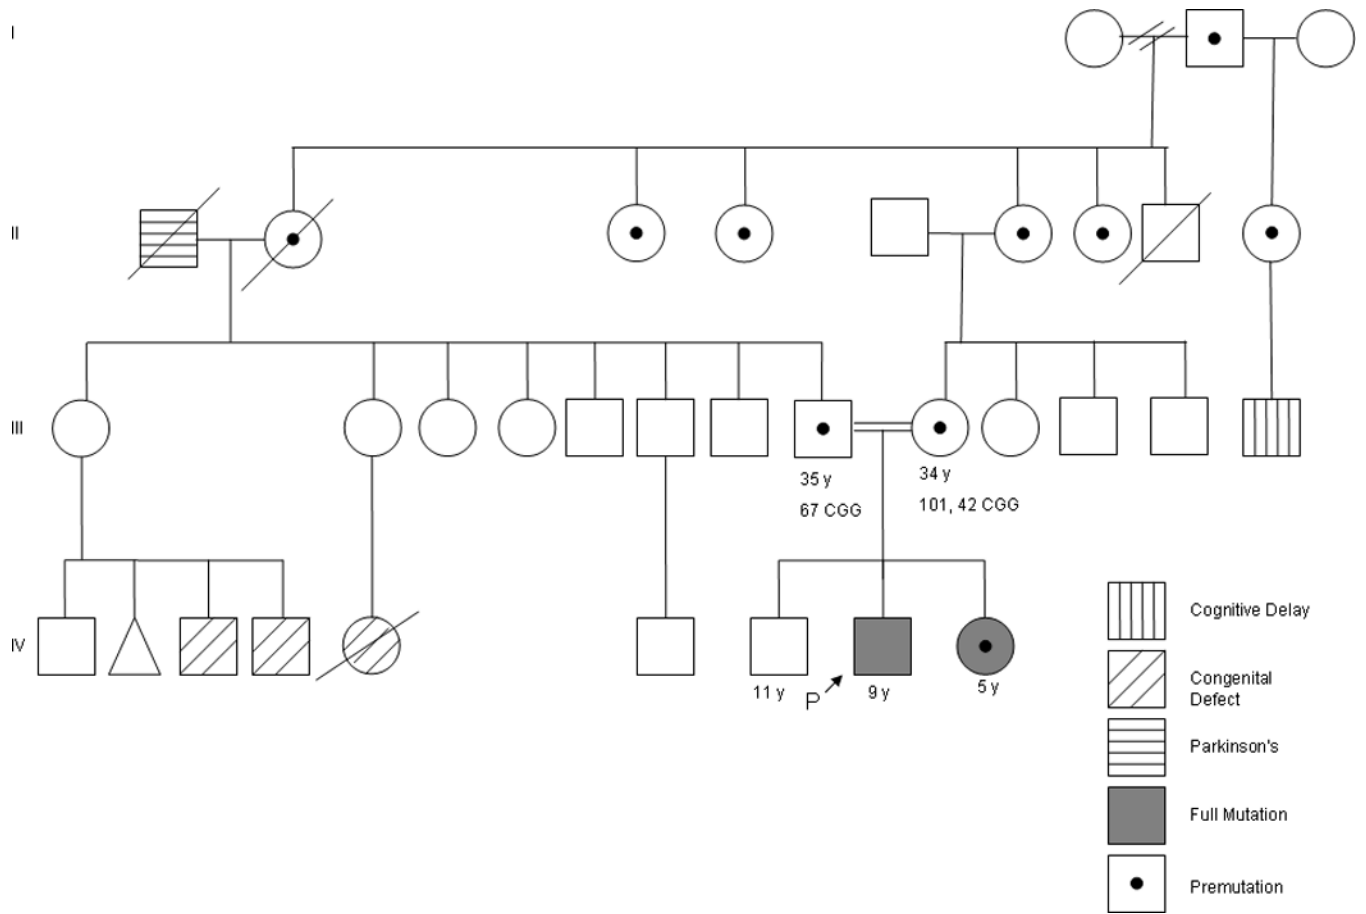 I
II
III
35 y
67 CGG
34 y
101, 42 CGG
IV
11 y
P
9 y
5 y
Cognitive Delay
Congenital
Defect
Parkinson's
Full Mutation
Premutation